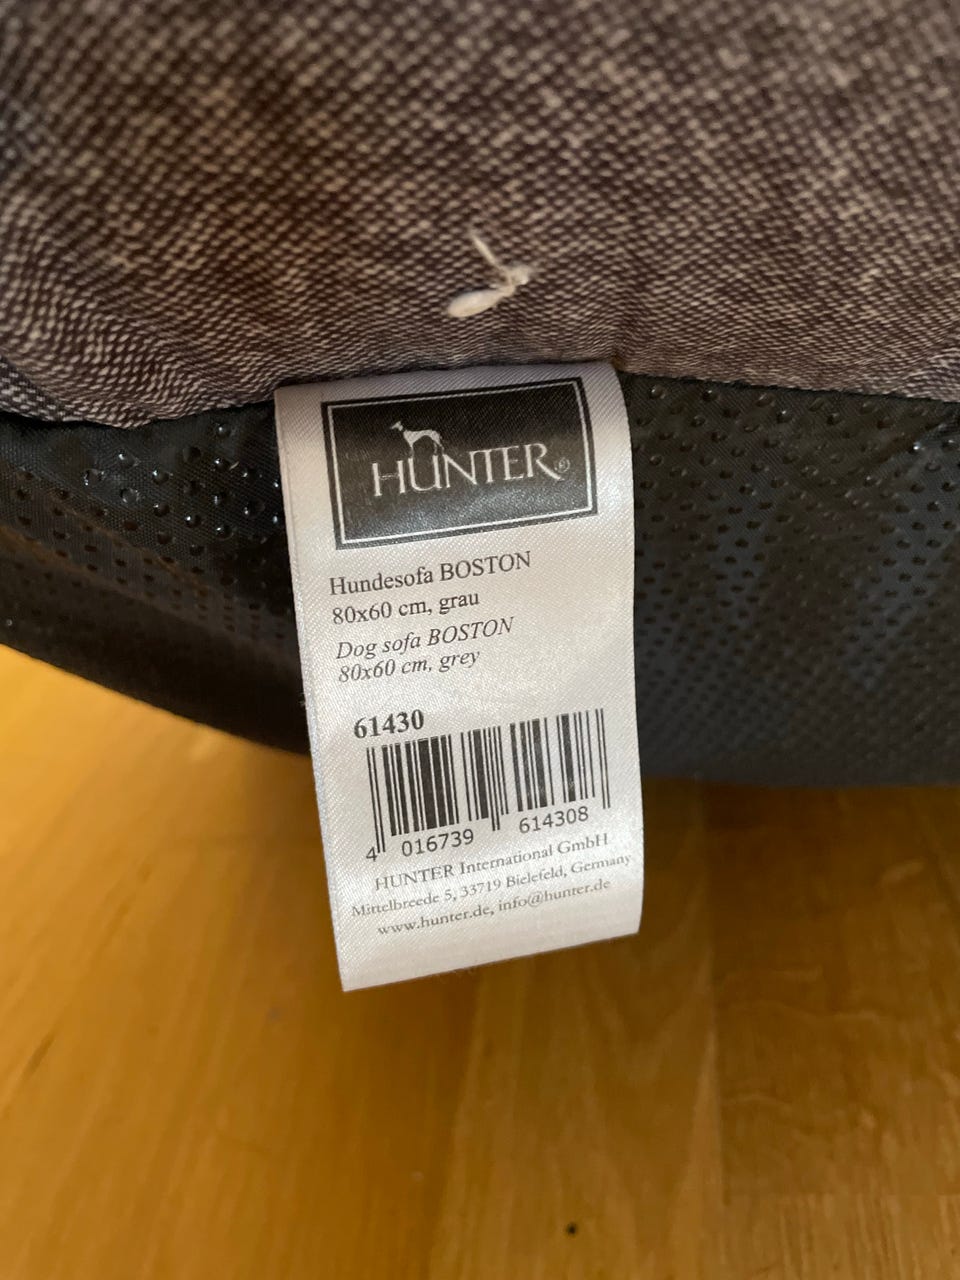 HUNTER®
Hundesofa BOSTON
80x60 cm, grau
Dog sofa BOSTON
80x60 cm, grey
61430
4 016739 614308
HUNTER International GmbH
Mittelbreede 5, 33719 Bielefeld, Germany
www.hunter.de, info@hunter.de